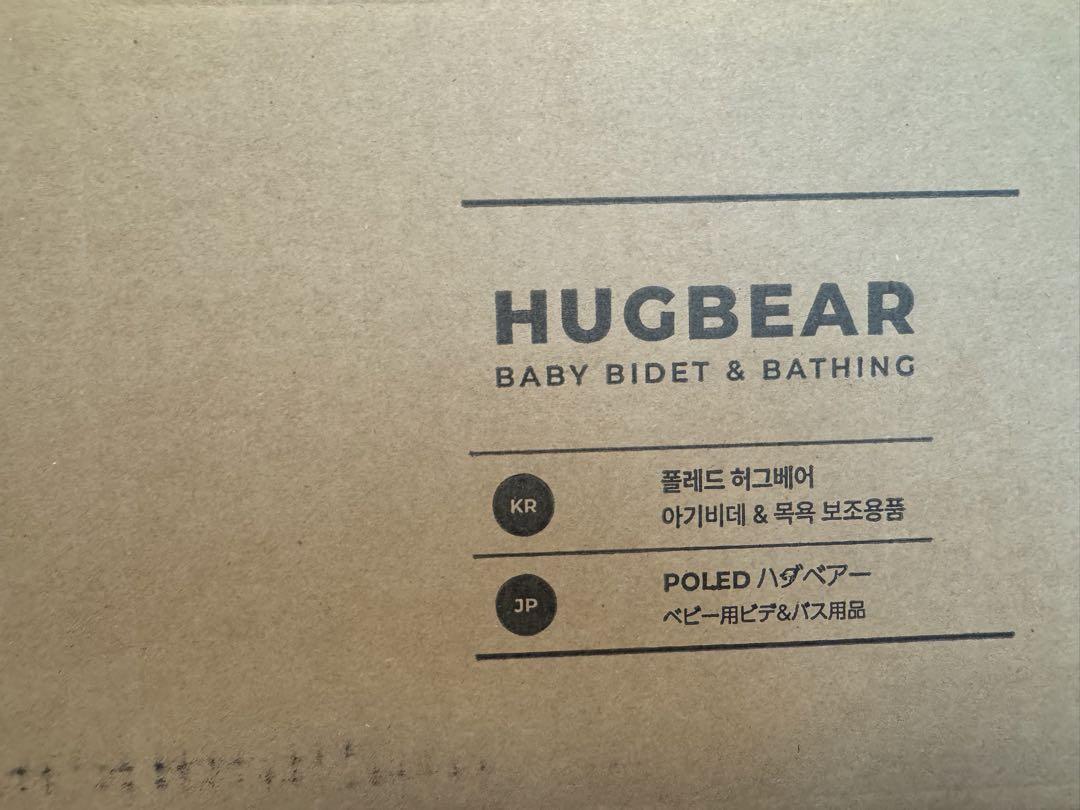 HUGBEAR
BABY BIDET & BATHING
KR
폴레드 허그베어
아기비데 & 목욕 보조용품
JP
POLED ハグベアー
ベビー用ビデ&バス用品